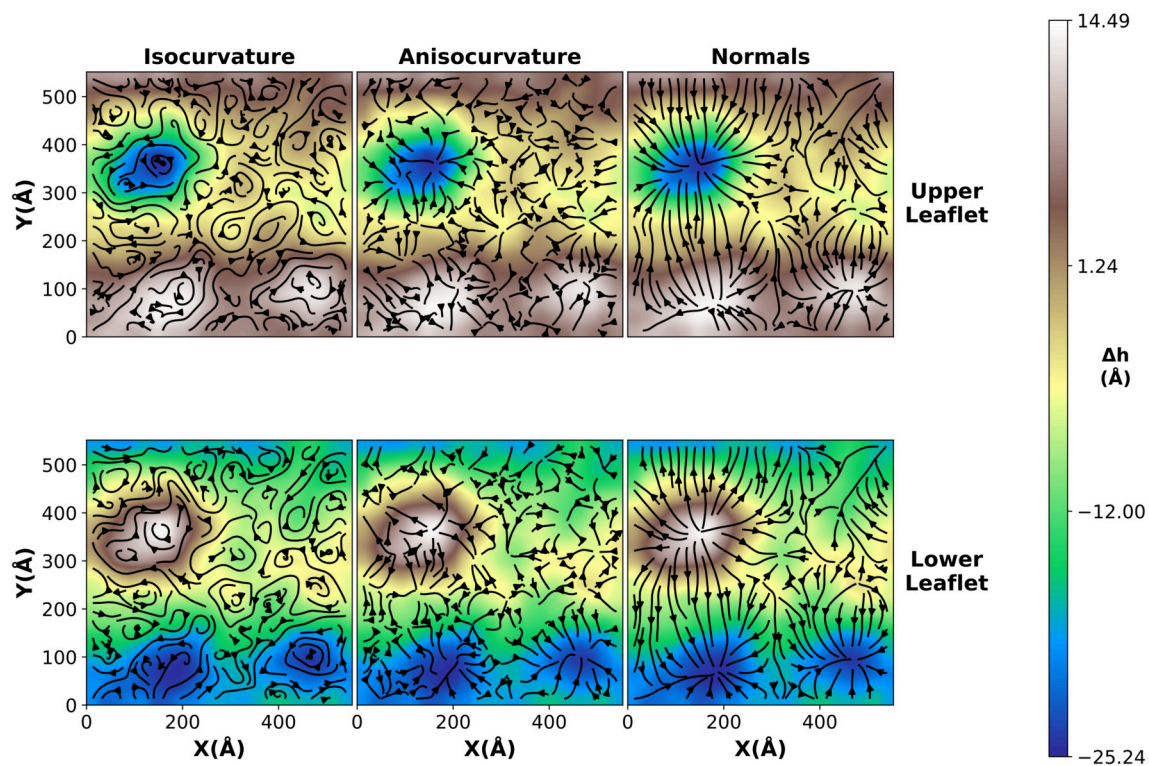 14.49
Isocurvature Anisocurvature Normals
500
400
300
200
100
0
Y(Å)
Upper
Leaflet
1.24
Δh
(Å)
500
400
300
200
100
0
Y(Å)
Lower
Leaflet
−12.00
0 200 400 0 200 400 0 200 400
X(Å) X(Å) X(Å)
−25.24